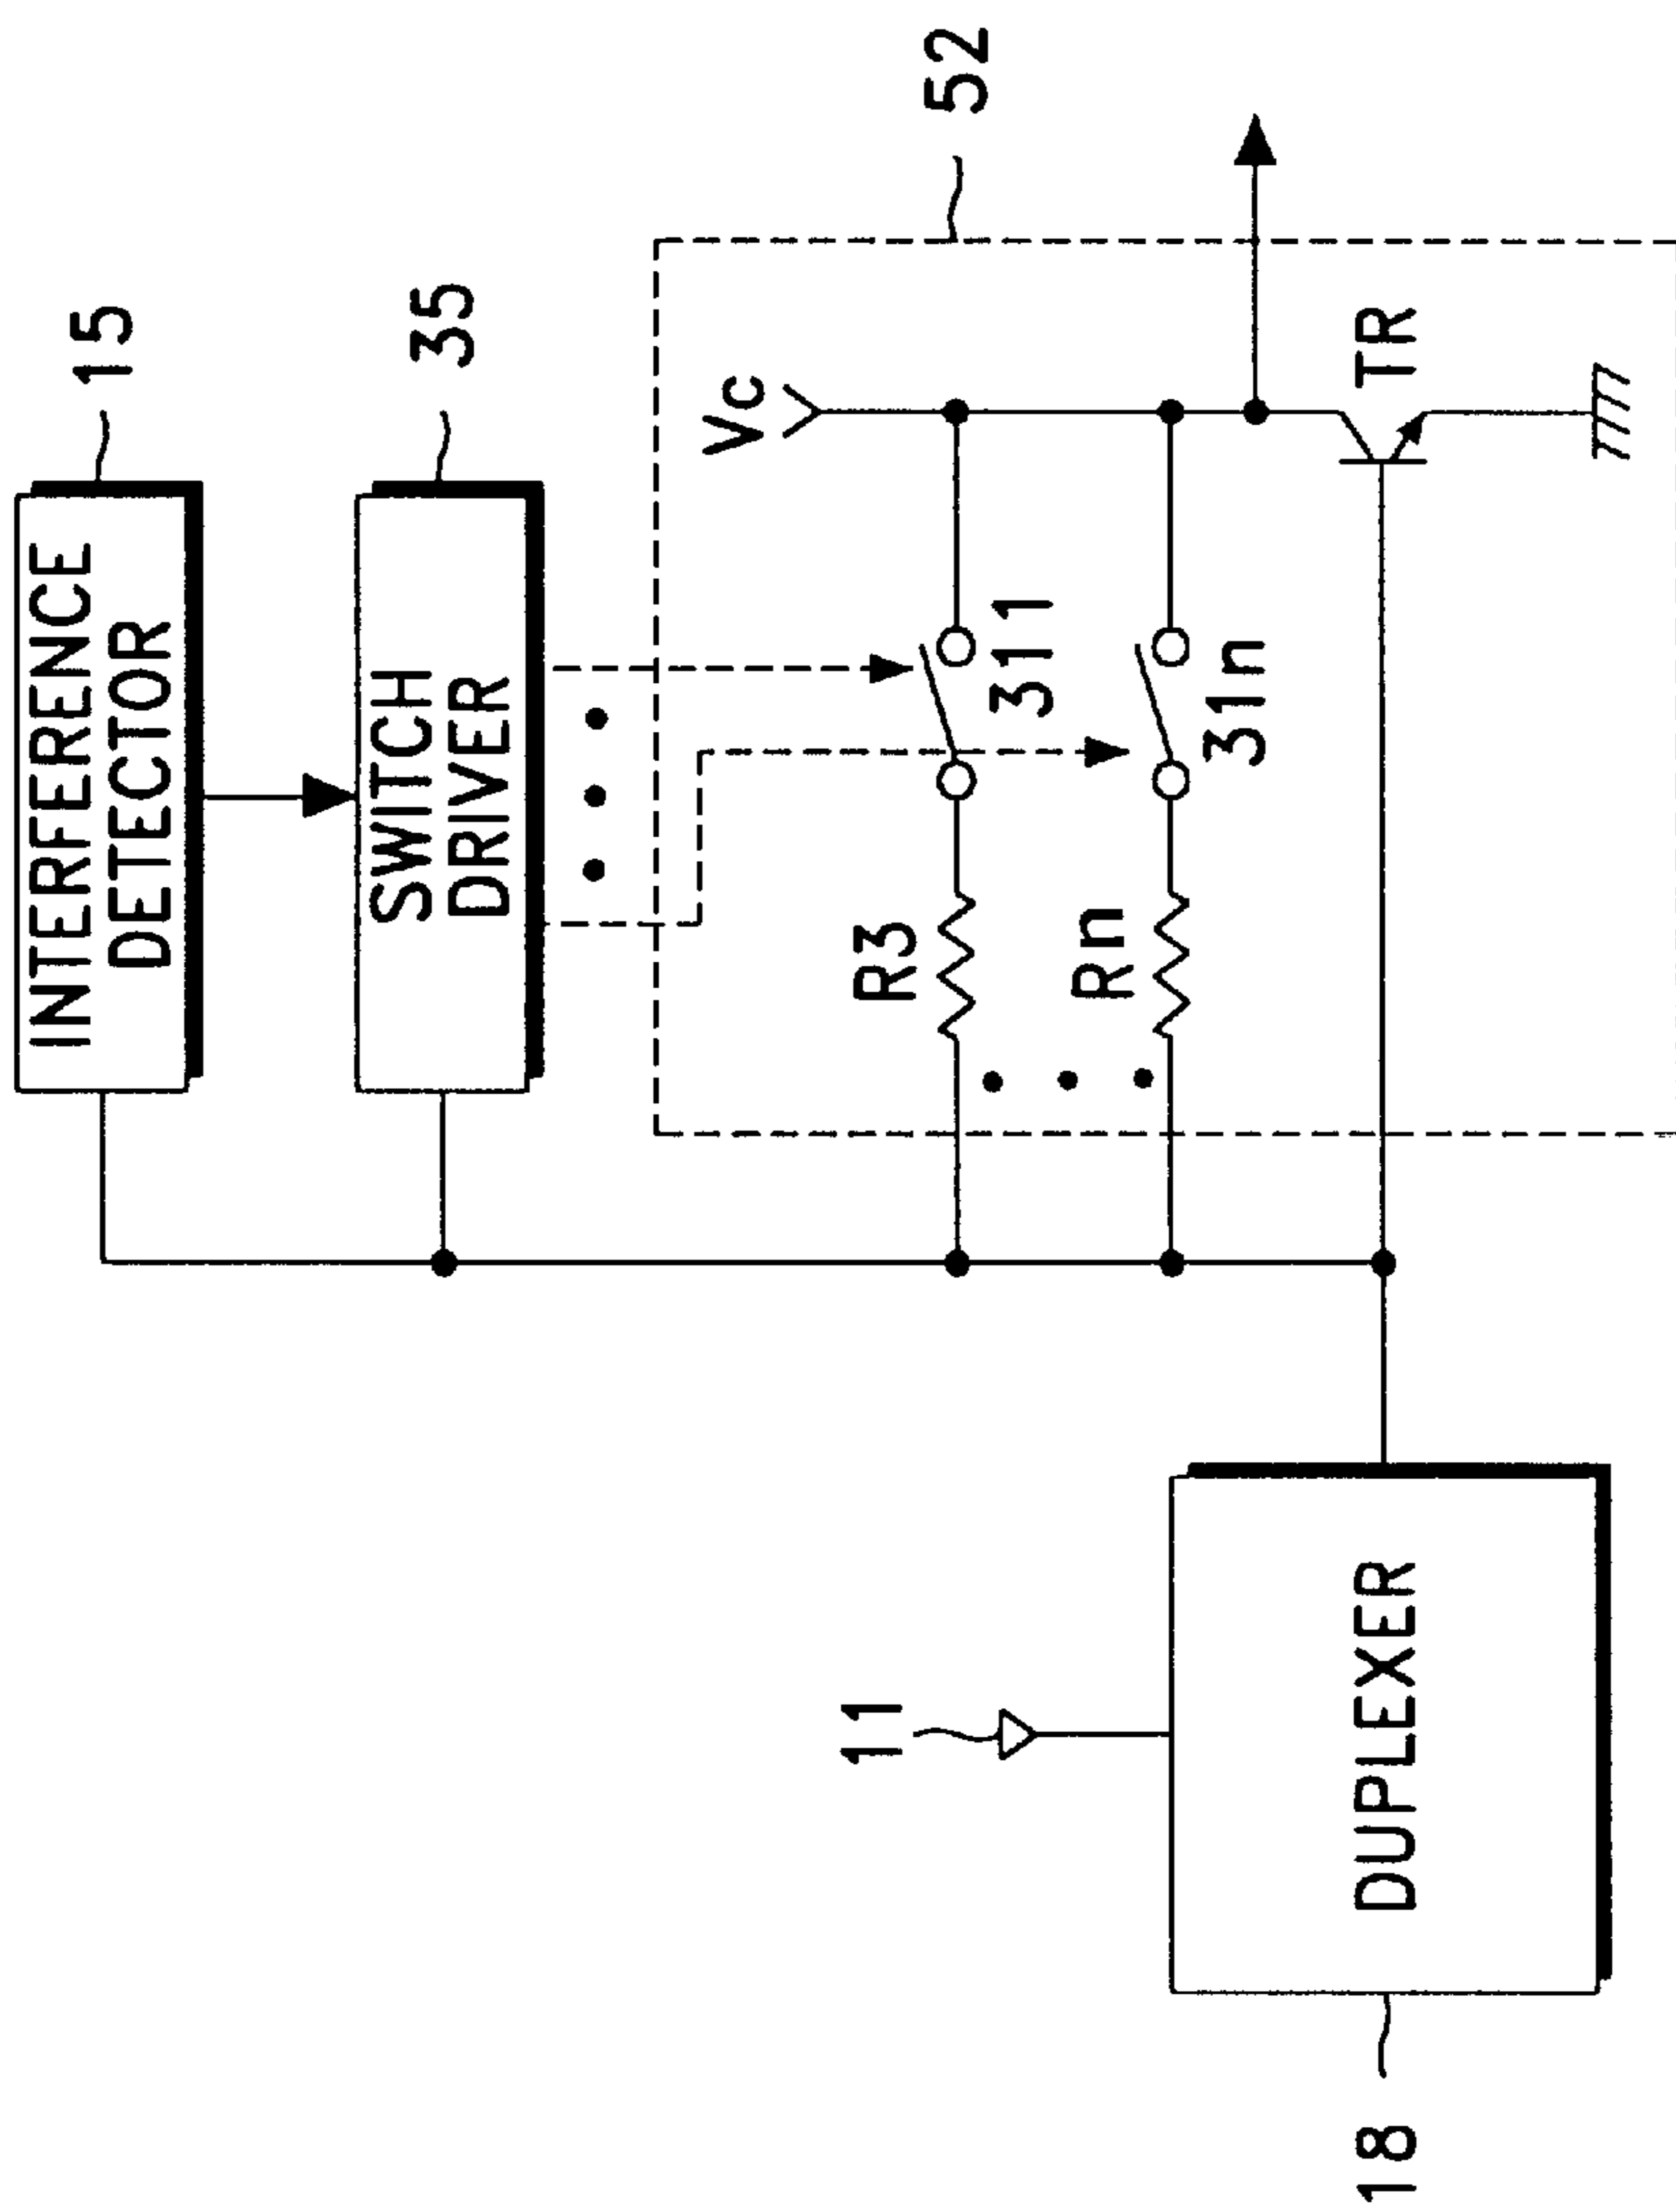 INTERFERENCE
DETECTOR
15
SWITCH
DRIVER
35
52
Vc
R3
311
Rn
31n
TR
11
DUPLEXER
18